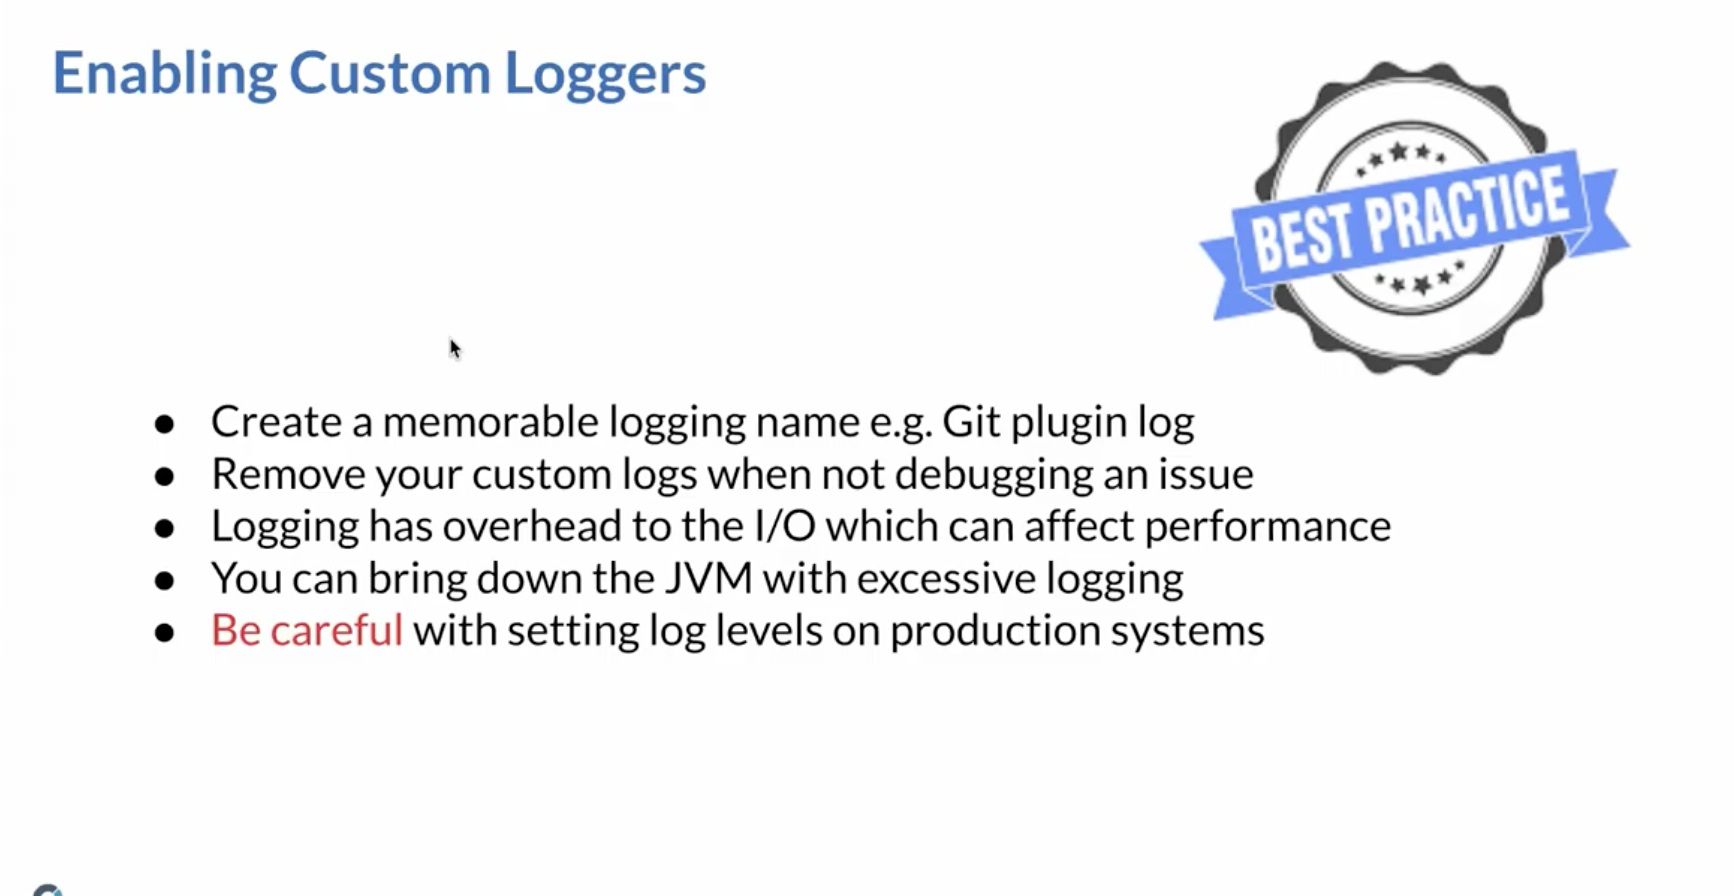 Enabling Custom Loggers
BEST PRACTICE
● Create a memorable logging name e.g. Git plugin log
● Remove your custom logs when not debugging an issue
● Logging has overhead to the I/O which can affect performance
● You can bring down the JVM with excessive logging
● Be careful with setting log levels on production systems